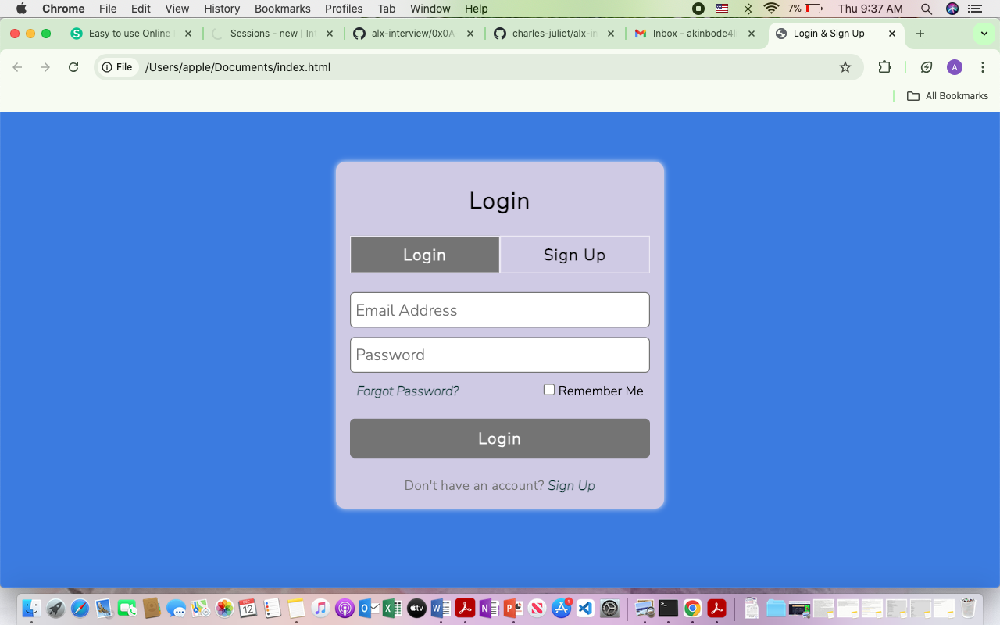 Chrome File Edit View History Bookmarks Profiles Tab Window Help 7% Thu 9:37 AM
Easy to use Online Sessions - new | In alx-interview/0x0A charles-juliet/alx-in Inbox - akinbode4li Login & Sign Up
File /Users/apple/Documents/index.html A
All Bookmarks
Login
Login Sign Up
Email Address
Password
Forgot Password? Remember Me
Login
Don't have an account? Sign Up
DEC
12